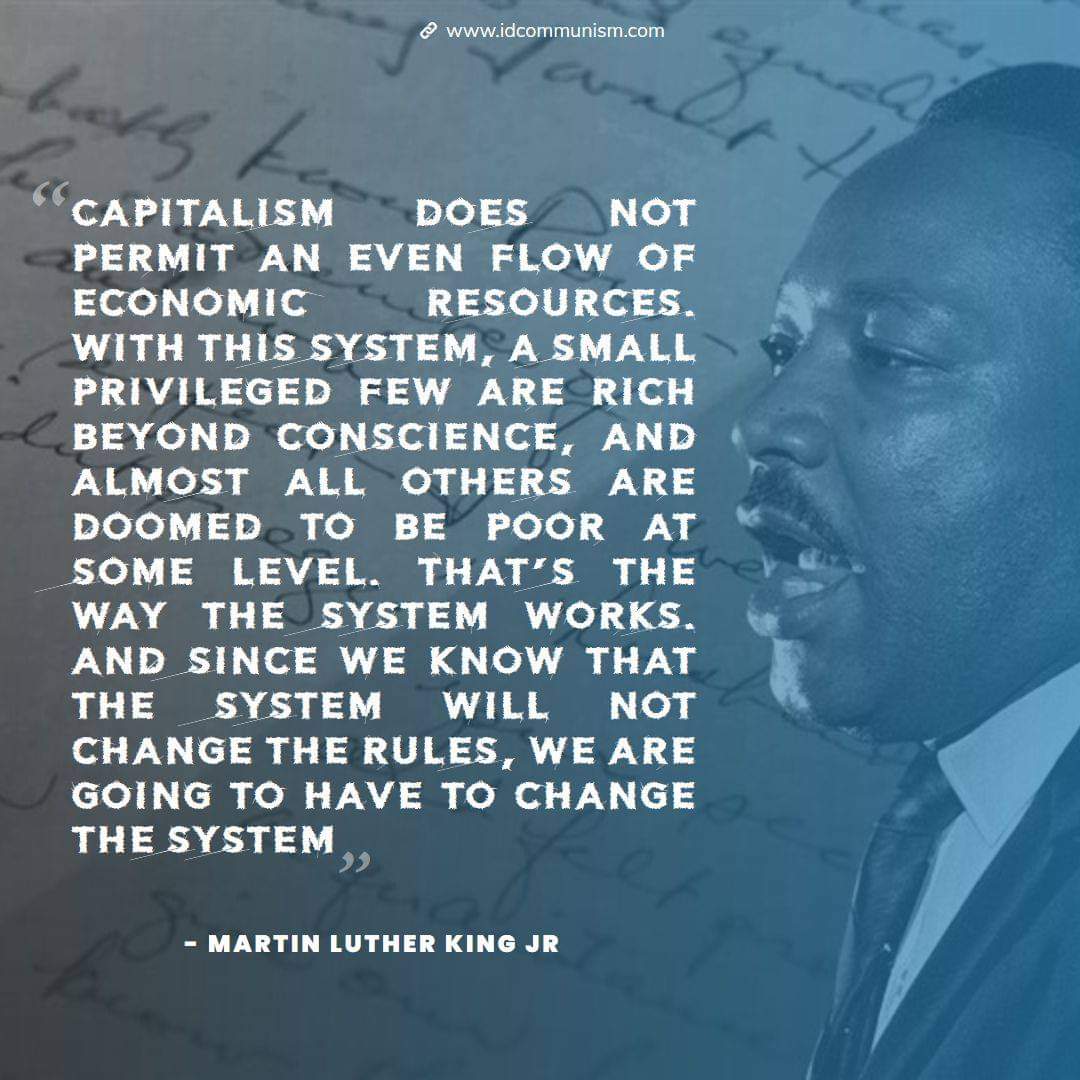 www.idcommunism.com
“CAPITALISM DOES NOT
PERMIT AN EVEN FLOW OF
ECONOMIC RESOURCES.
WITH THIS SYSTEM, A SMALL
PRIVILEGED FEW ARE RICH
BEYOND CONSCIENCE, AND
ALMOST ALL OTHERS ARE
DOOMED TO BE POOR AT
SOME LEVEL. THAT'S THE
WAY THE SYSTEM WORKS.
AND SINCE WE KNOW THAT
THE SYSTEM WILL NOT
CHANGE THE RULES, WE ARE
GOING TO HAVE TO CHANGE
THE SYSTEM”
- MARTIN LUTHER KING JR